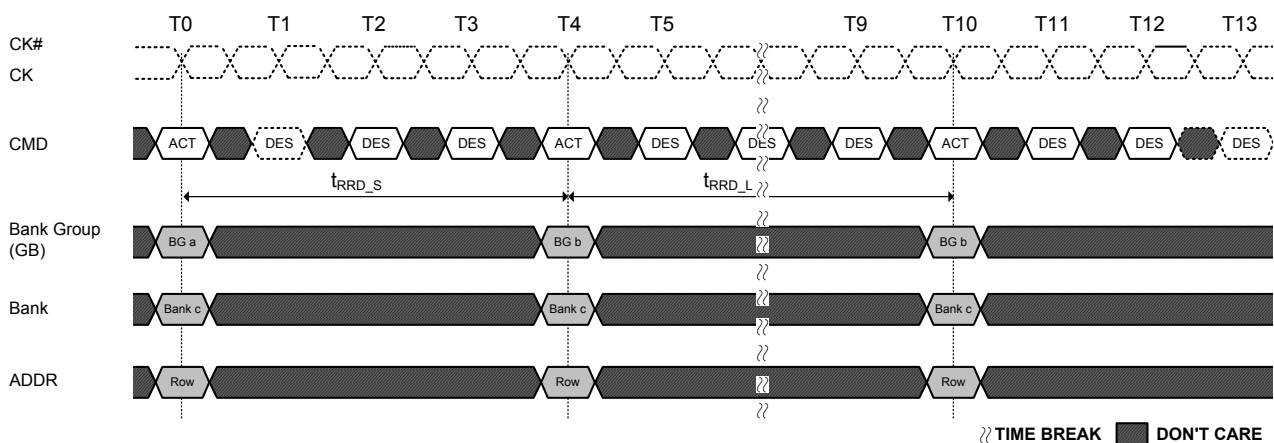 T0 T1 T2 T3 T4 T5 T9 T10 T11 T12 T13
CK#
CK
CMD ACT DES DES DES ACT DES DES DES ACT DES DES DES
tRRD_S tRRD_L
Bank Group
(GB)
BG a BG b BG b
Bank Bank c Bank c Bank c
ADDR Row Row Row
TIME BREAK DON'T CARE